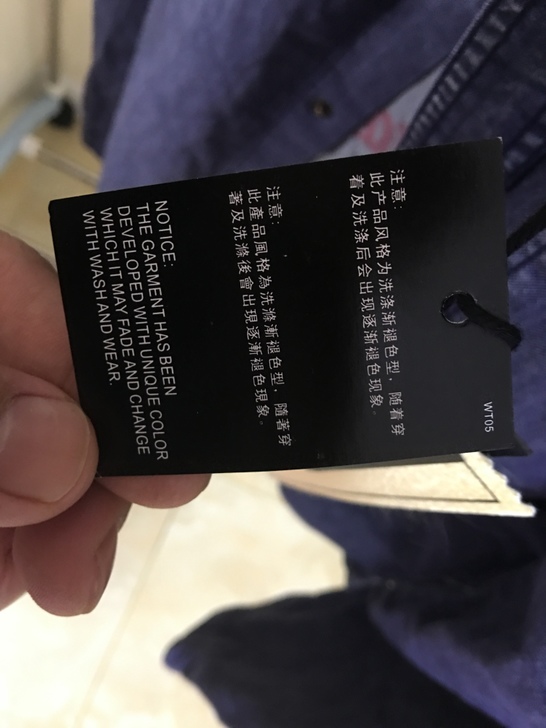 WT05
注意:
此产品风格为洗涤渐褪色型，随着穿
着及洗涤后会出现逐渐褪色现象。
注意:
此產品風格為洗滌漸褪色型，隨著穿
著及洗滌後會出現逐漸褪色現象。
NOTICE:
THE GARMENT HAS BEEN
DEVELOPED WITH UNIQUE COLOR
WHICH IT MAY FADE AND CHANGE
WITH WASH AND WEAR.